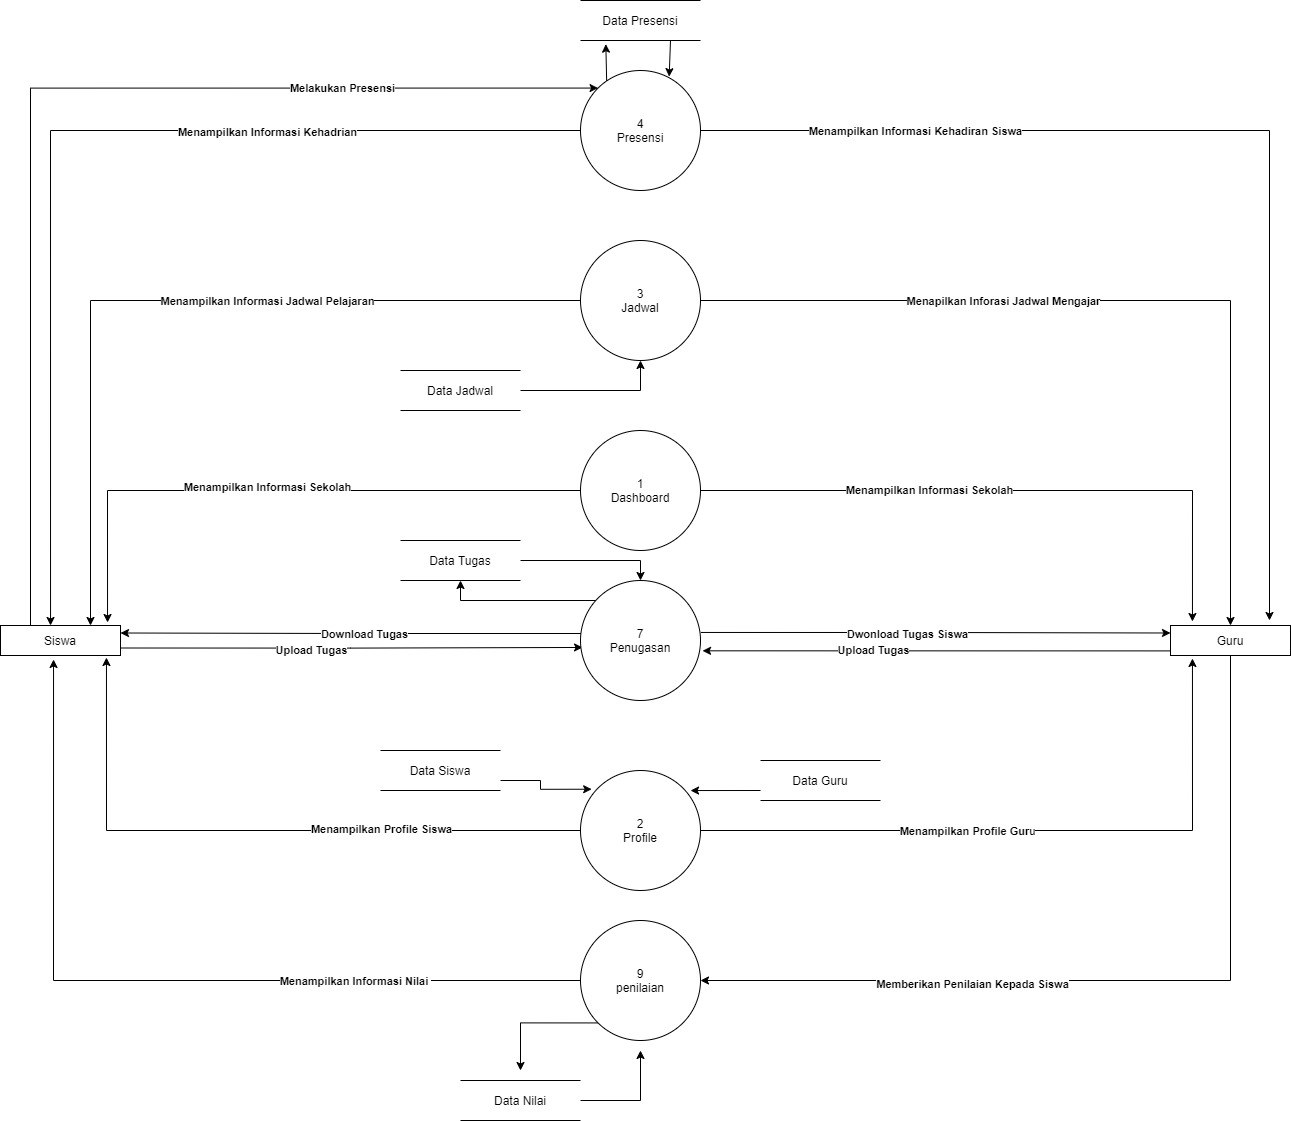 Data Presensi
Melakukan Presensi
4
Presensi
Menampilkan Informasi Kehadrian
Menampilkan Informasi Kehadiran Siswa
3
Jadwal
Menampilkan Informasi Jadwal Pelajaran
Menapilkan Inforasi Jadwal Mengajar
Data Jadwal
1
Dashboard
Menampilkan Informasi Sekolah
Menampilkan Informasi Sekolah
Data Tugas
Siswa
Download Tugas
Upload Tugas
7
Penugasan
Dwonload Tugas Siswa
Upload Tugas
Guru
Data Siswa
Data Guru
2
Profile
Menampilkan Profile Siswa
Menampilkan Profile Guru
9
penilaian
Menampilkan Informasi Nilai
Memberikan Penilaian Kepada Siswa
Data Nilai